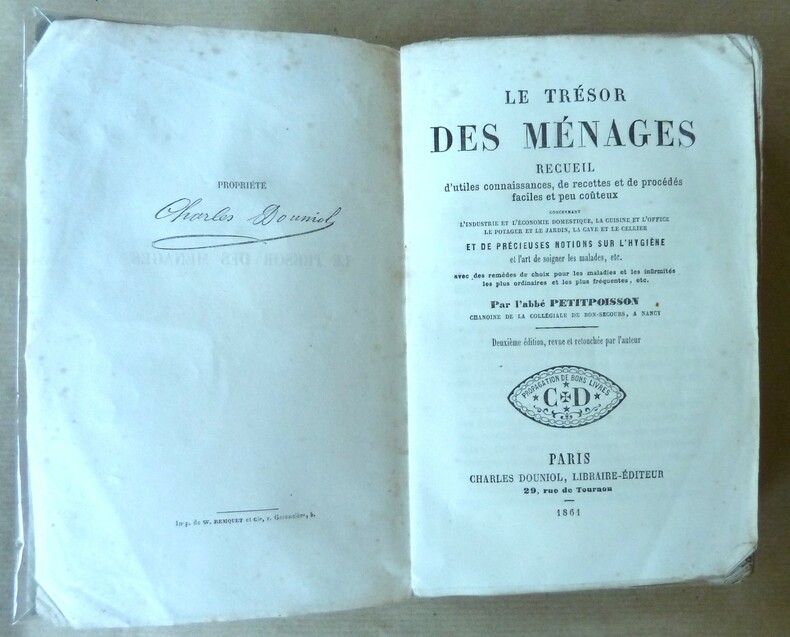 PROPRIÉTÉ
Charles Douniol
Imp. de W. REMQUET et Cie, r. Garancière, 5.
LE TRÉSOR
DES MÉNAGES
RECUEIL
d'utiles connaissances, de recettes et de procédés
faciles et peu coûteux
CONCERNANT
L'INDUSTRIE ET L'ÉCONOMIE DOMESTIQUE, LA CUISINE ET L'OFFICE
LE POTAGER ET LE JARDIN, LA CAVE ET LE CELLIER
ET DE PRÉCIEUSES NOTIONS SUR L'HYGIÈNE
et l'art de soigner les malades, etc.
avec des remèdes de choix pour les maladies et les infirmités
les plus ordinaires et les plus fréquentes, etc.
Par l'abbé PETITPOISSON
CHANOINE DE LA COLLÉGIALE DE BON-SECOURS, A NANCY
Deuxième édition, revue et retouchée par l'auteur
PROPAGATION DE BONS LIVRES
C D
PARIS
CHARLES DOUNIOL, LIBRAIRE-ÉDITEUR
29, rue de Tournon
1861